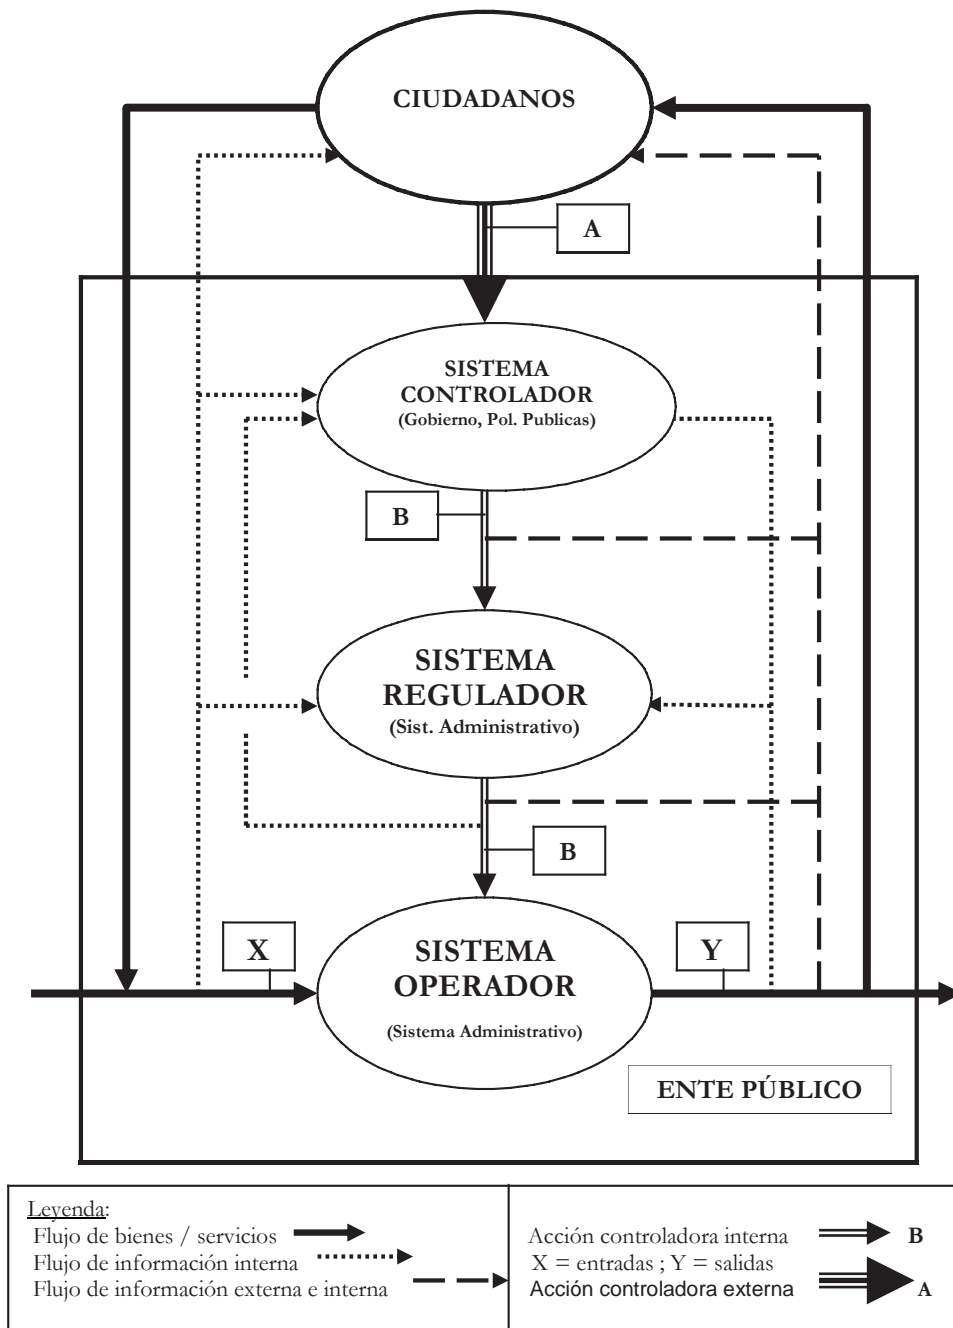 CIUDADANOS
A
SISTEMA
CONTROLADOR
(Gobierno, Pol. Publicas)
B
SISTEMA
REGULADOR
(Sist. Administrativo)
B
X
SISTEMA
OPERADOR
(Sistema Administrativo)
Y
ENTE PÚBLICO
Leyenda:
Flujo de bienes / servicios
Flujo de información interna
Flujo de información externa e interna
Acción controladora interna B
X = entradas ; Y = salidas
Acción controladora externa A